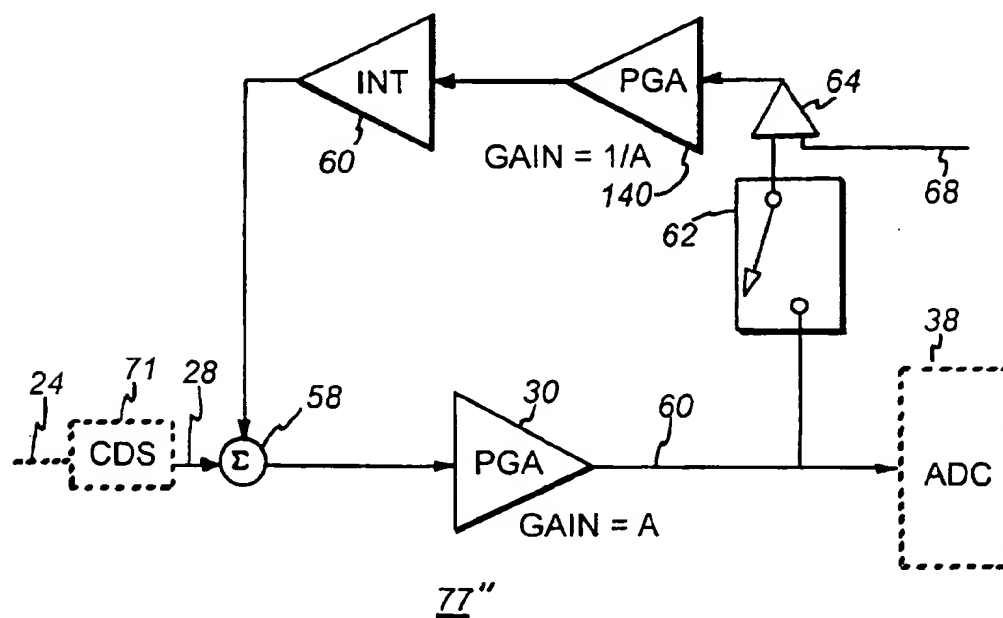 INT
PGA
64
60
GAIN = 1/A
140
68
62
38
24
71
28
58
30
60
CDS
Σ
PGA
ADC
GAIN = A
77"